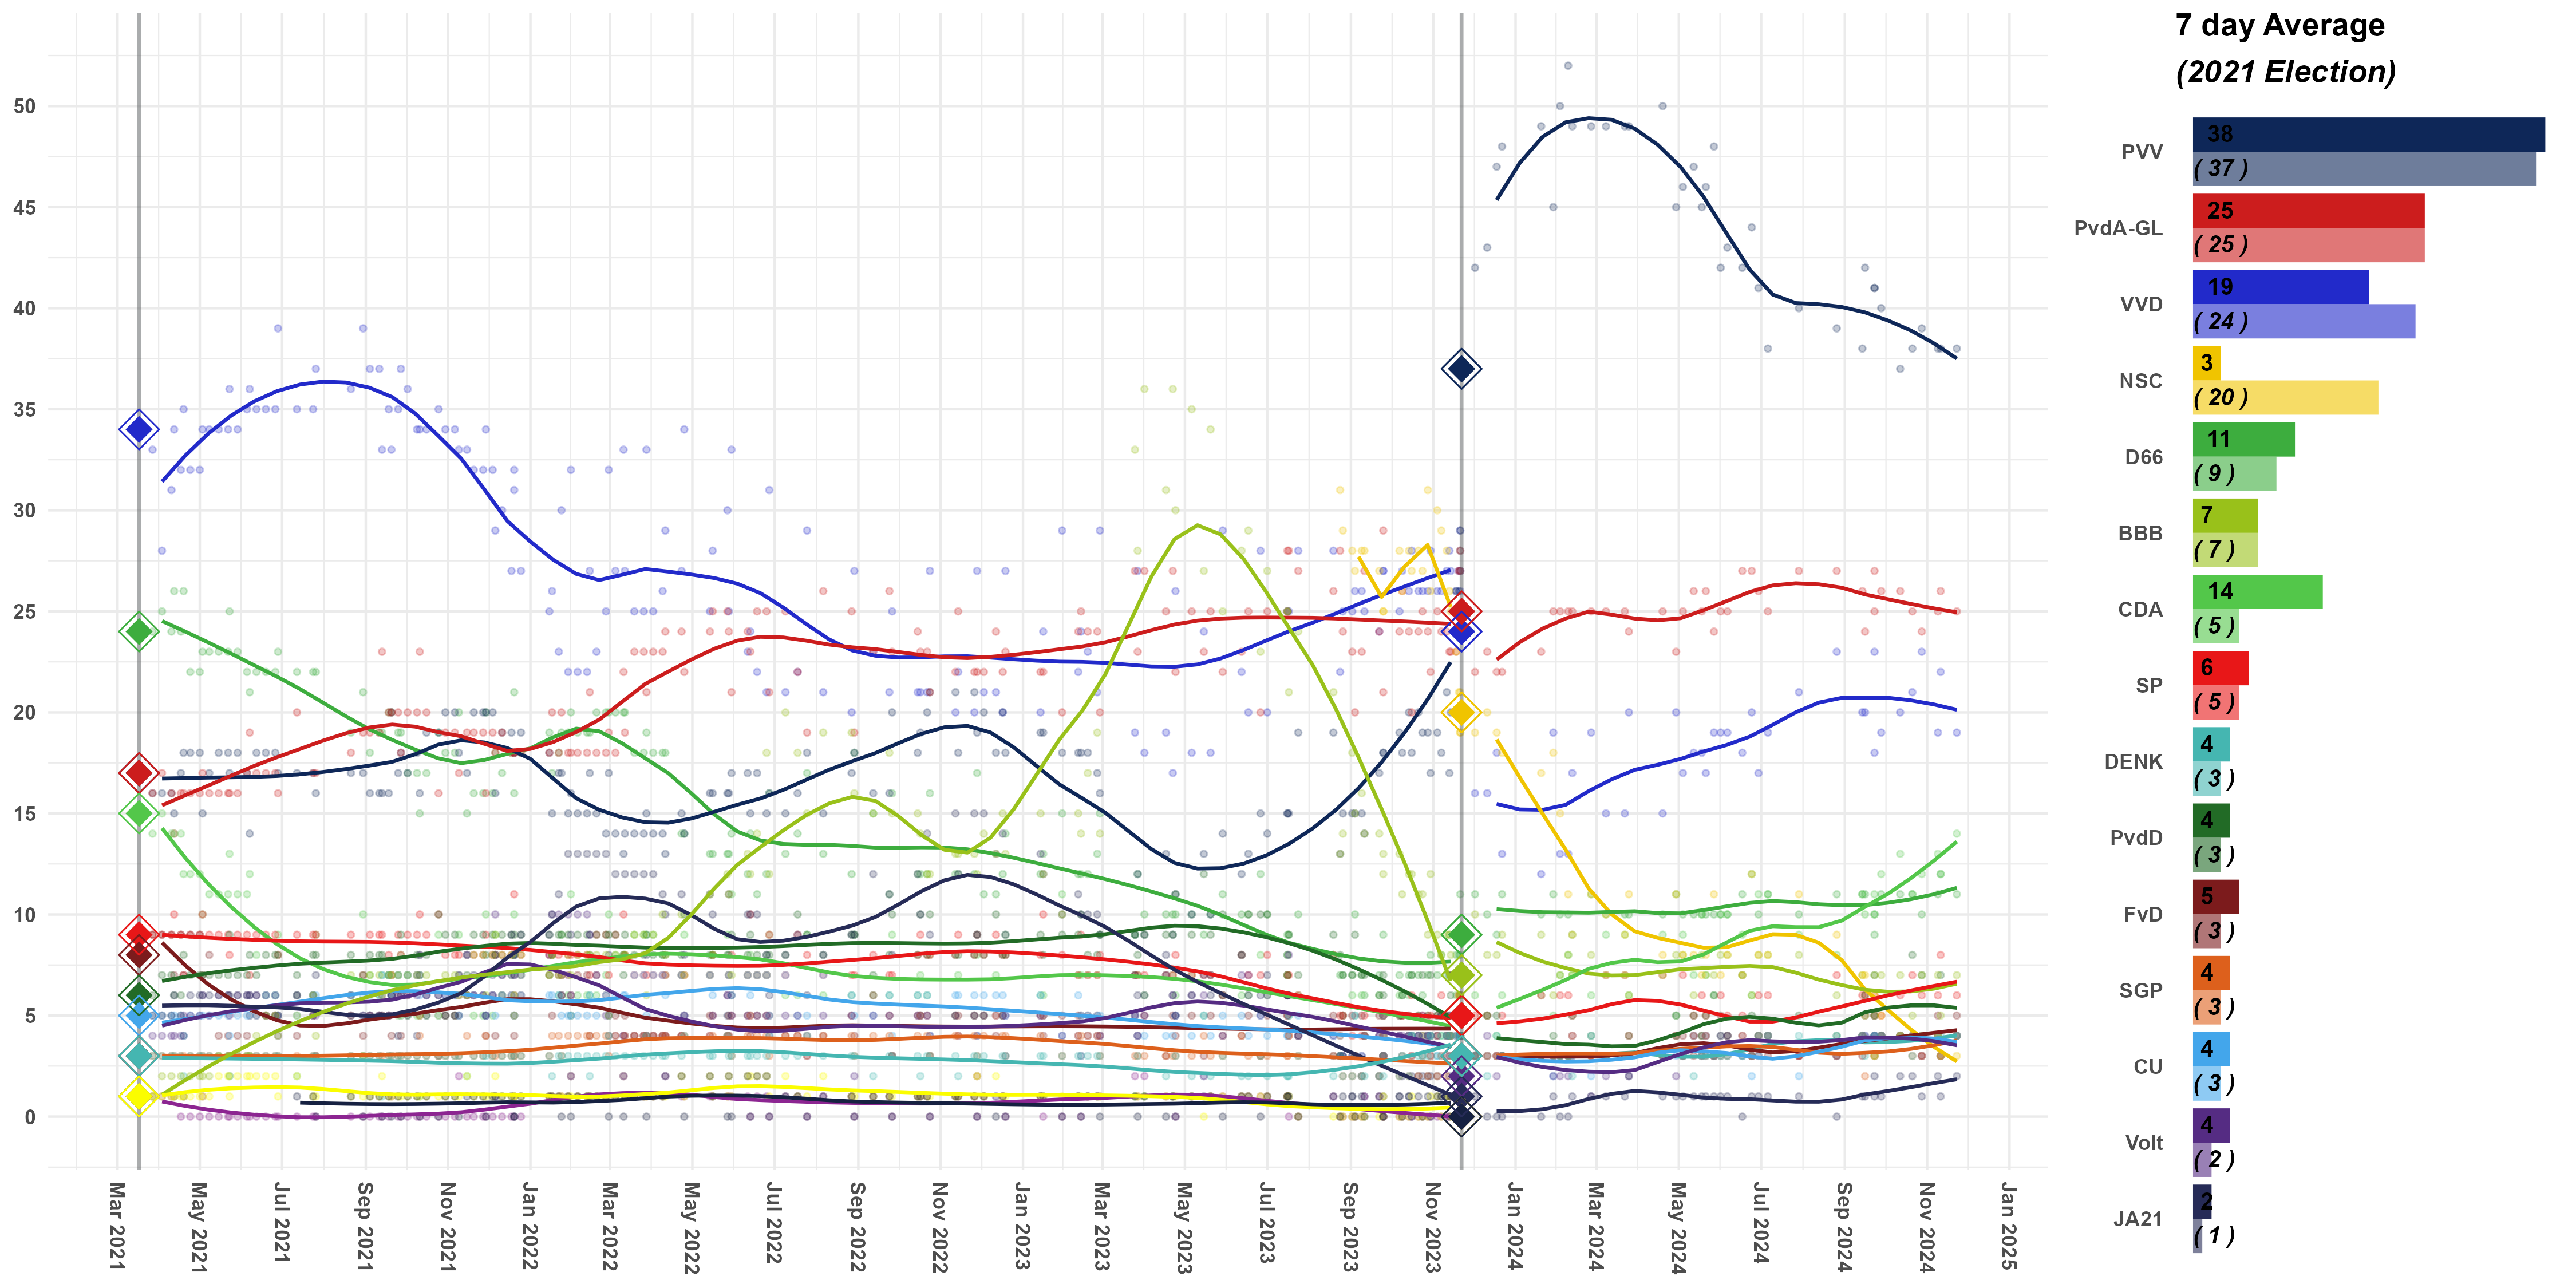 7 day Average
(2021 Election)
50
45
40
35
30
25
20
15
10
5
0
Mar 2021
May 2021
Jul 2021
Sep 2021
Nov 2021
Jan 2022
Mar 2022
May 2022
Jul 2022
Sep 2022
Nov 2022
Jan 2023
Mar 2023
May 2023
Jul 2023
Sep 2023
Nov 2023
Jan 2024
Mar 2024
May 2024
Jul 2024
Sep 2024
Nov 2024
Jan 2025
PVV
38
( 37 )
PvdA-GL
25
( 25 )
VVD
19
( 24 )
NSC
3
( 20 )
D66
11
( 9 )
BBB
7
( 7 )
CDA
14
( 5 )
SP
6
( 5 )
DENK
4
( 3 )
PvdD
4
( 3 )
FvD
5
( 3 )
SGP
4
( 3 )
CU
4
( 3 )
Volt
4
( 2 )
JA21
2
( 1 )